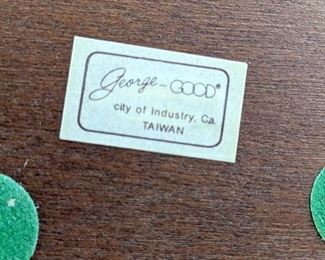 George-GOOD®
city of Industry, Ca.
TAIWAN